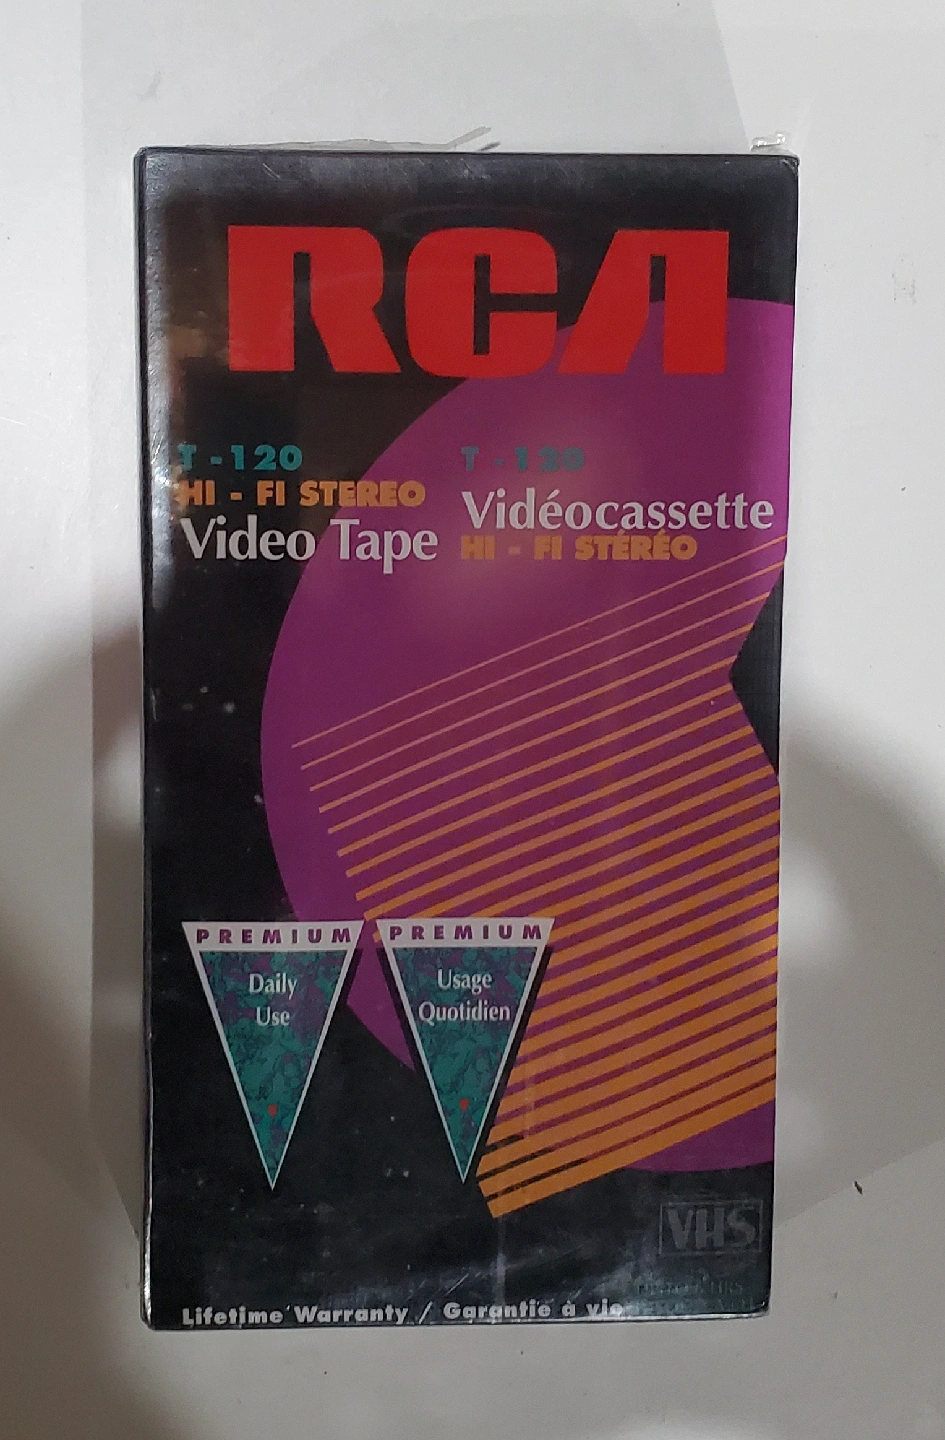 RCA
T-120
HI - FI STEREO
Video Tape
T-120
Vidéocassette
HI - FI STÉRÉO
PREMIUM
Daily
Use
PREMIUM
Usage
Quotidien
VHS
Lifetime Warranty / Garantie à vie